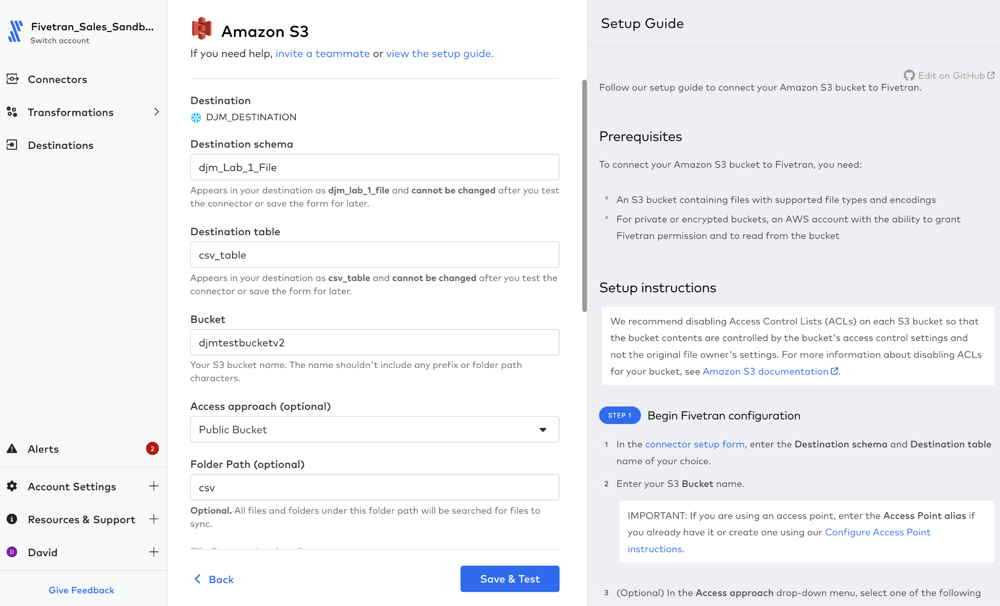 Fivetran_Sales_Sandb...
Switch account
Connectors
Transformations
Destinations
Alerts
2
Account Settings
Resources & Support
D
David
Give Feedback
Amazon S3
If you need help, invite a teammate or view the setup guide.
Destination
DJM_DESTINATION
Destination schema
djm_Lab_1_File
Appears in your destination as djm_lab_1_file and cannot be changed after you test
the connector or save the form for later.
Destination table
csv_table
Appears in your destination as csv_table and cannot be changed after you test the
connector or save the form for later.
Bucket
djmtestbucketv2
Your S3 bucket name. The name shouldn't include any prefix or folder path
characters.
Access approach (optional)
Public Bucket
Folder Path (optional)
csv
Optional. All files and folders under this folder path will be searched for files to
sync.
Back
Save & Test
Setup Guide
Edit on GitHub
Follow our setup guide to connect your Amazon S3 bucket to Fivetran.
Prerequisites
To connect your Amazon S3 bucket to Fivetran, you need:
An S3 bucket containing files with supported file types and encodings
For private or encrypted buckets, an AWS account with the ability to grant
Fivetran permission and to read from the bucket
Setup instructions
We recommend disabling Access Control Lists (ACLs) on each S3 bucket so that
the bucket contents are controlled by the bucket's access control settings and
not the original file owner's settings. For more information about disabling ACLs
for your bucket, see Amazon S3 documentation.
STEP 1 Begin Fivetran configuration
1 In the connector setup form, enter the Destination schema and Destination table
name of your choice.
2 Enter your S3 Bucket name.
IMPORTANT: If you are using an access point, enter the Access Point alias if
you already have it or create one using our Configure Access Point
instructions.
3 (Optional) In the Access approach drop-down menu, select one of the following